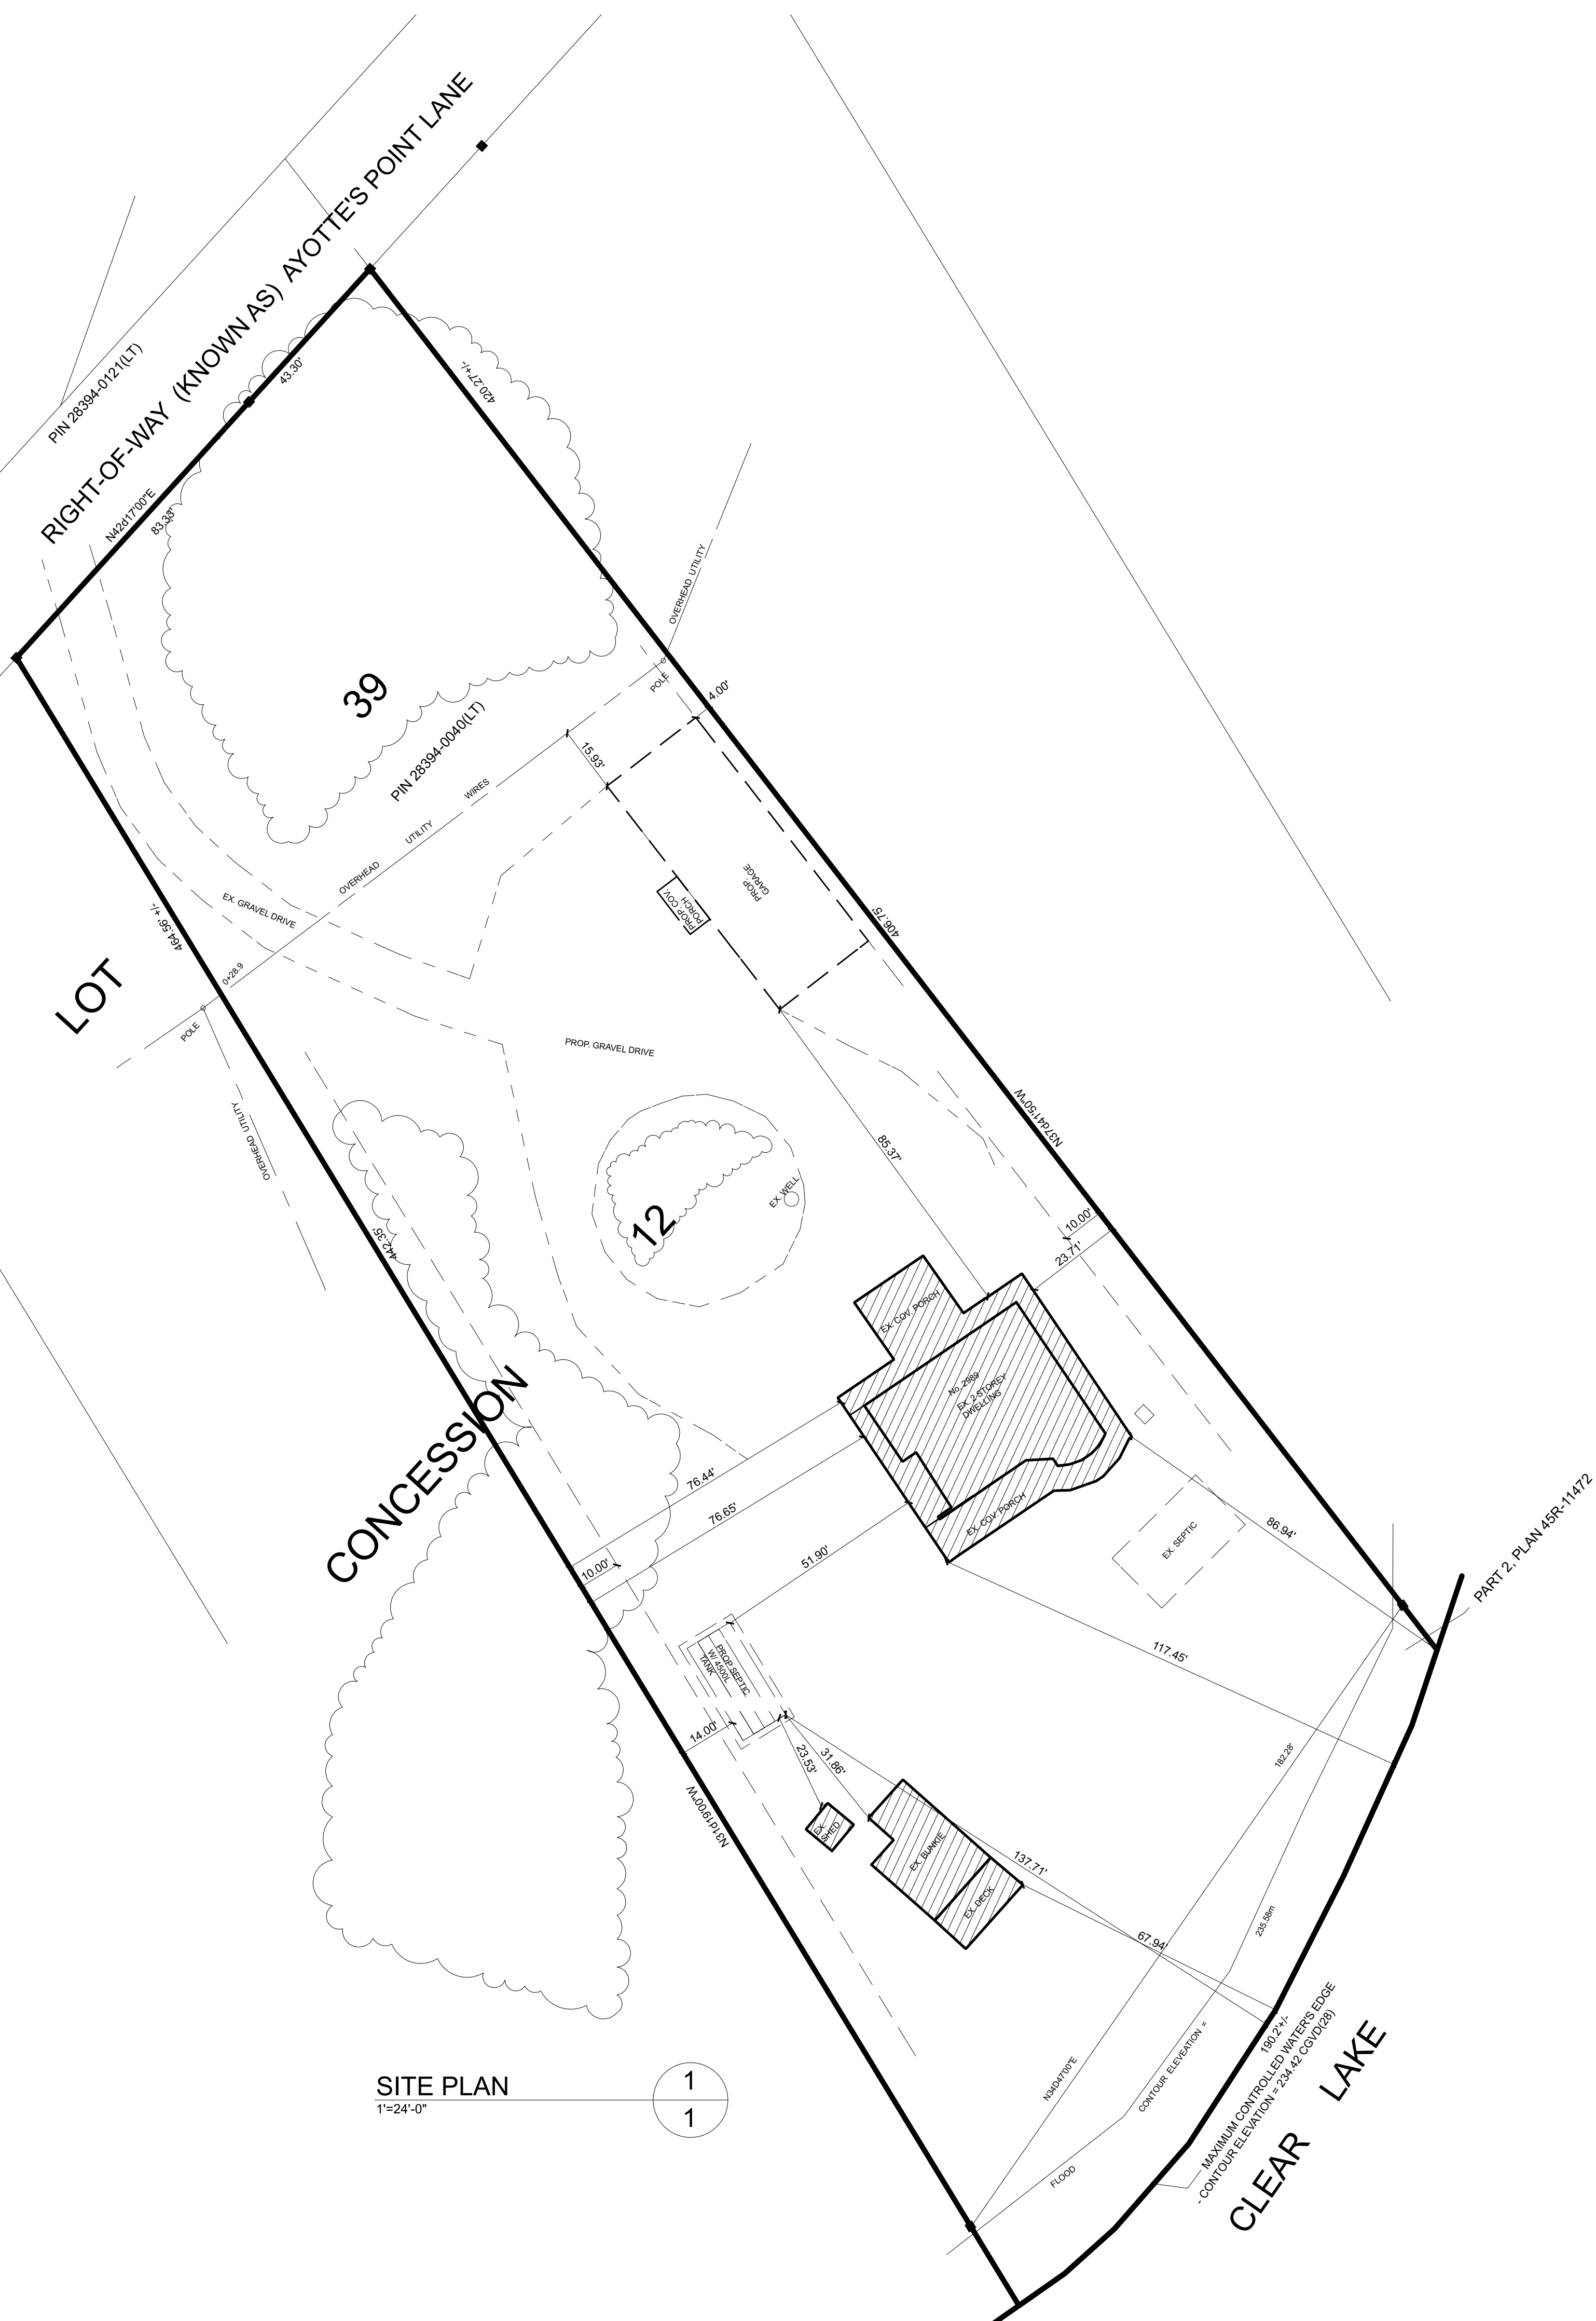 RIGHT-OF-WAY (KNOWN AS) AYOTTE'S POINT LANE
PIN 28394-0121(LT)
43.30'
420.27'+/-
N42d17'00"E
83.33'
OVERHEAD UTILITY
39
PIN 28394-0040(LT)
POLE
4.00'
15.93'
OVERHEAD UTILITY WIRES
PROP.
GARAGE
PROP COV.
PORCH
EX. GRAVEL DRIVE
464.56' +/-
406.75'
LOT
0+28.9
POLE
PROP. GRAVEL DRIVE
OVERHEAD UTILITY
N37d41'50"W
85.37'
EX. WELL
12
442.35'
10.00'
23.71'
EX. COV. PORCH
No. 2989
EX. 2-STOREY
DWELLING
CONCESSION
76.44'
76.65'
EX. COV. PORCH
10.00'
51.90'
EX. SEPTIC
86.94'
PART 2, PLAN 45R-11472
117.45'
PROP.SEPTIC
W/ 4500L
TANK
14.00'
23.53'
31.86'
182.28'
N31d19'00"W
EX.
SHED
EX. BUNKIE
137.71'
EX. DECK
67.94'
235.58m
190.2'+/-
MAXIMUM CONTROLLED WATER'S EDGE
- CONTOUR ELEVATION = 234.42 CGVD(28)
N34D47'00"E
CONTOUR ELEVEATION =
FLOOD
CLEAR LAKE
SITE PLAN
1'=24'-0"
1
1